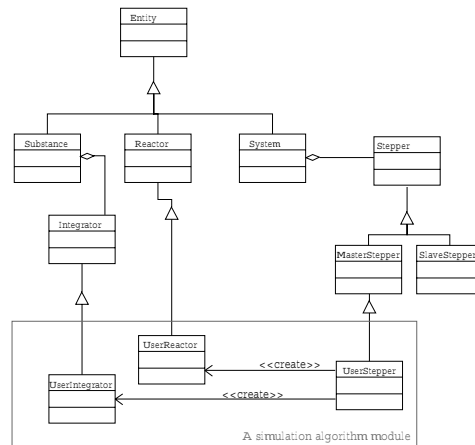 Entity
Substance
Reactor
System
Stepper
Integrator
MasterStepper
SlaveStepper
UserReactor
<<create>>
UserStepper
UserIntegrator
<<create>>
A simulation algorithm module